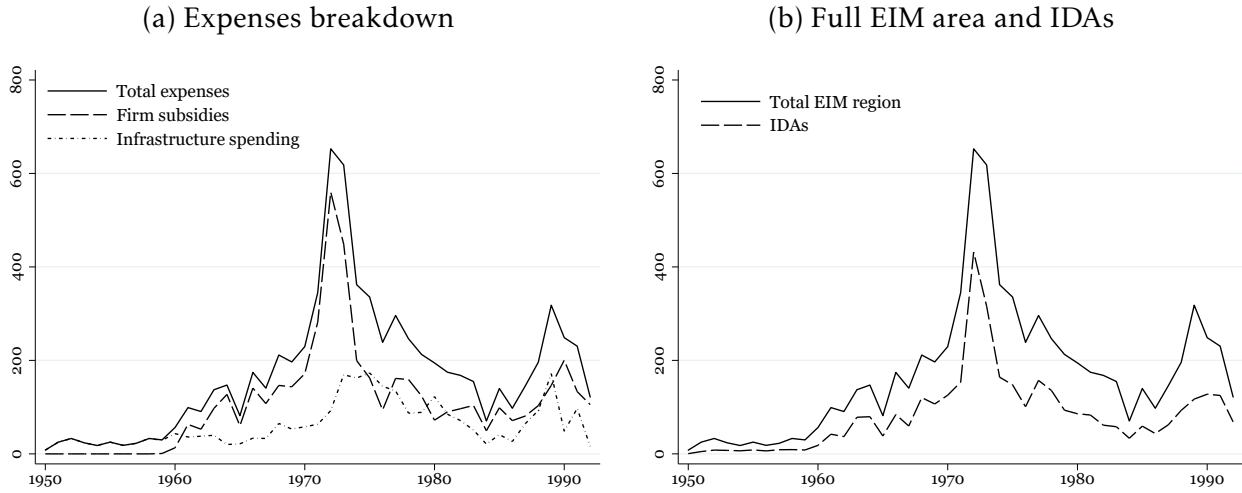 (a) Expenses breakdown
800
600
400
200
0
Total expenses
Firm subsidies
Infrastructure spending
1950 1960 1970 1980 1990
(b) Full EIM area and IDAs
800
600
400
200
0
Total EIM region
IDAs
1950 1960 1970 1980 1990